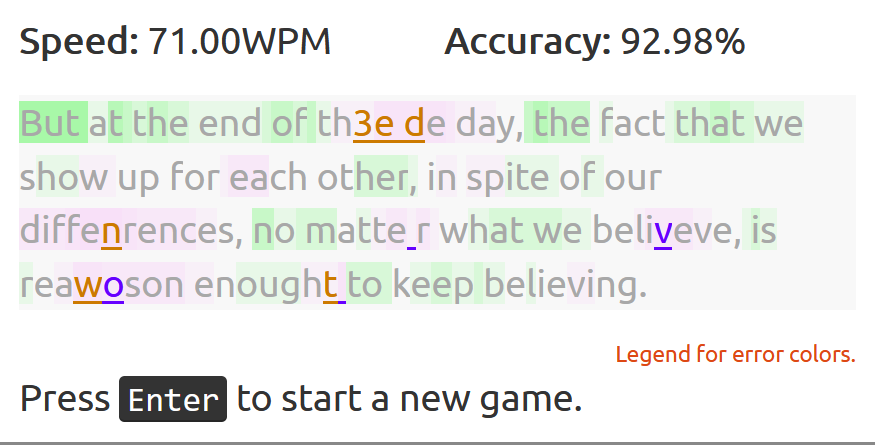 Speed: 71.00WPM Accuracy: 92.98%
But at the end of th3e de day, the fact that we
show up for each other, in spite of our
diffenrences, no matte r what we beliveve, is
reawoson enought to keep believing.
Legend for error colors.
Press Enter to start a new game.